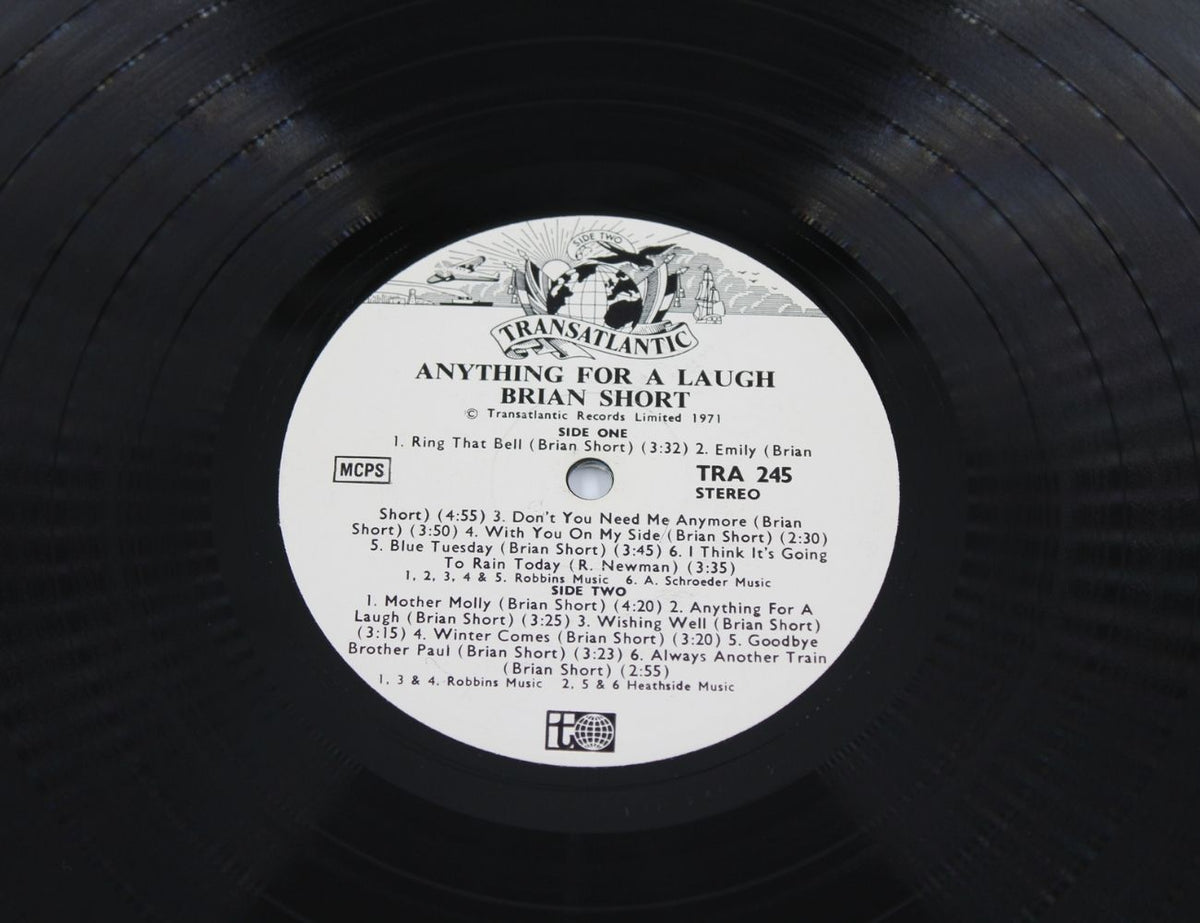 SIDE TWO
TRANSATLANTIC
ANYTHING FOR A LAUGH
BRIAN SHORT
© Transatlantic Records Limited 1971
SIDE ONE
1. Ring That Bell (Brian Short) (3:32) 2. Emily (Brian
MCPS
TRA 245
STEREO
Short) (4:55) 3. Don't You Need Me Anymore (Brian
Short) (3:50) 4. With You On My Side (Brian Short) (2:30)
5. Blue Tuesday (Brian Short) (3:45) 6. I Think It's Going
To Rain Today (R. Newman) (3:35)
1, 2, 3, 4 & 5. Robbins Music 6. A. Schroeder Music
SIDE TWO
1. Mother Molly (Brian Short) (4:20) 2. Anything For A
Laugh (Brian Short) (3:25) 3. Wishing Well (Brian Short)
(3:15) 4. Winter Comes (Brian Short) (3:20) 5. Goodbye
Brother Paul (Brian Short) (3:23) 6. Always Another Train
(Brian Short) (2:55)
1, 3 & 4. Robbins Music 2, 5 & 6 Heathside Music
it